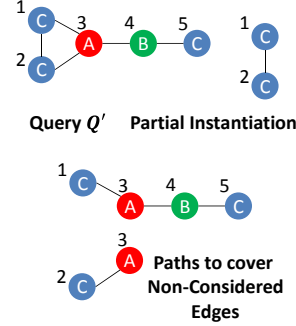 1 3 4 5 1
C A B C C
2 2
C C
Query Q′ Partial Instantiation
1 3 4 5
C A B C
3
A
2 Paths to cover
C Non-Considered
Edges